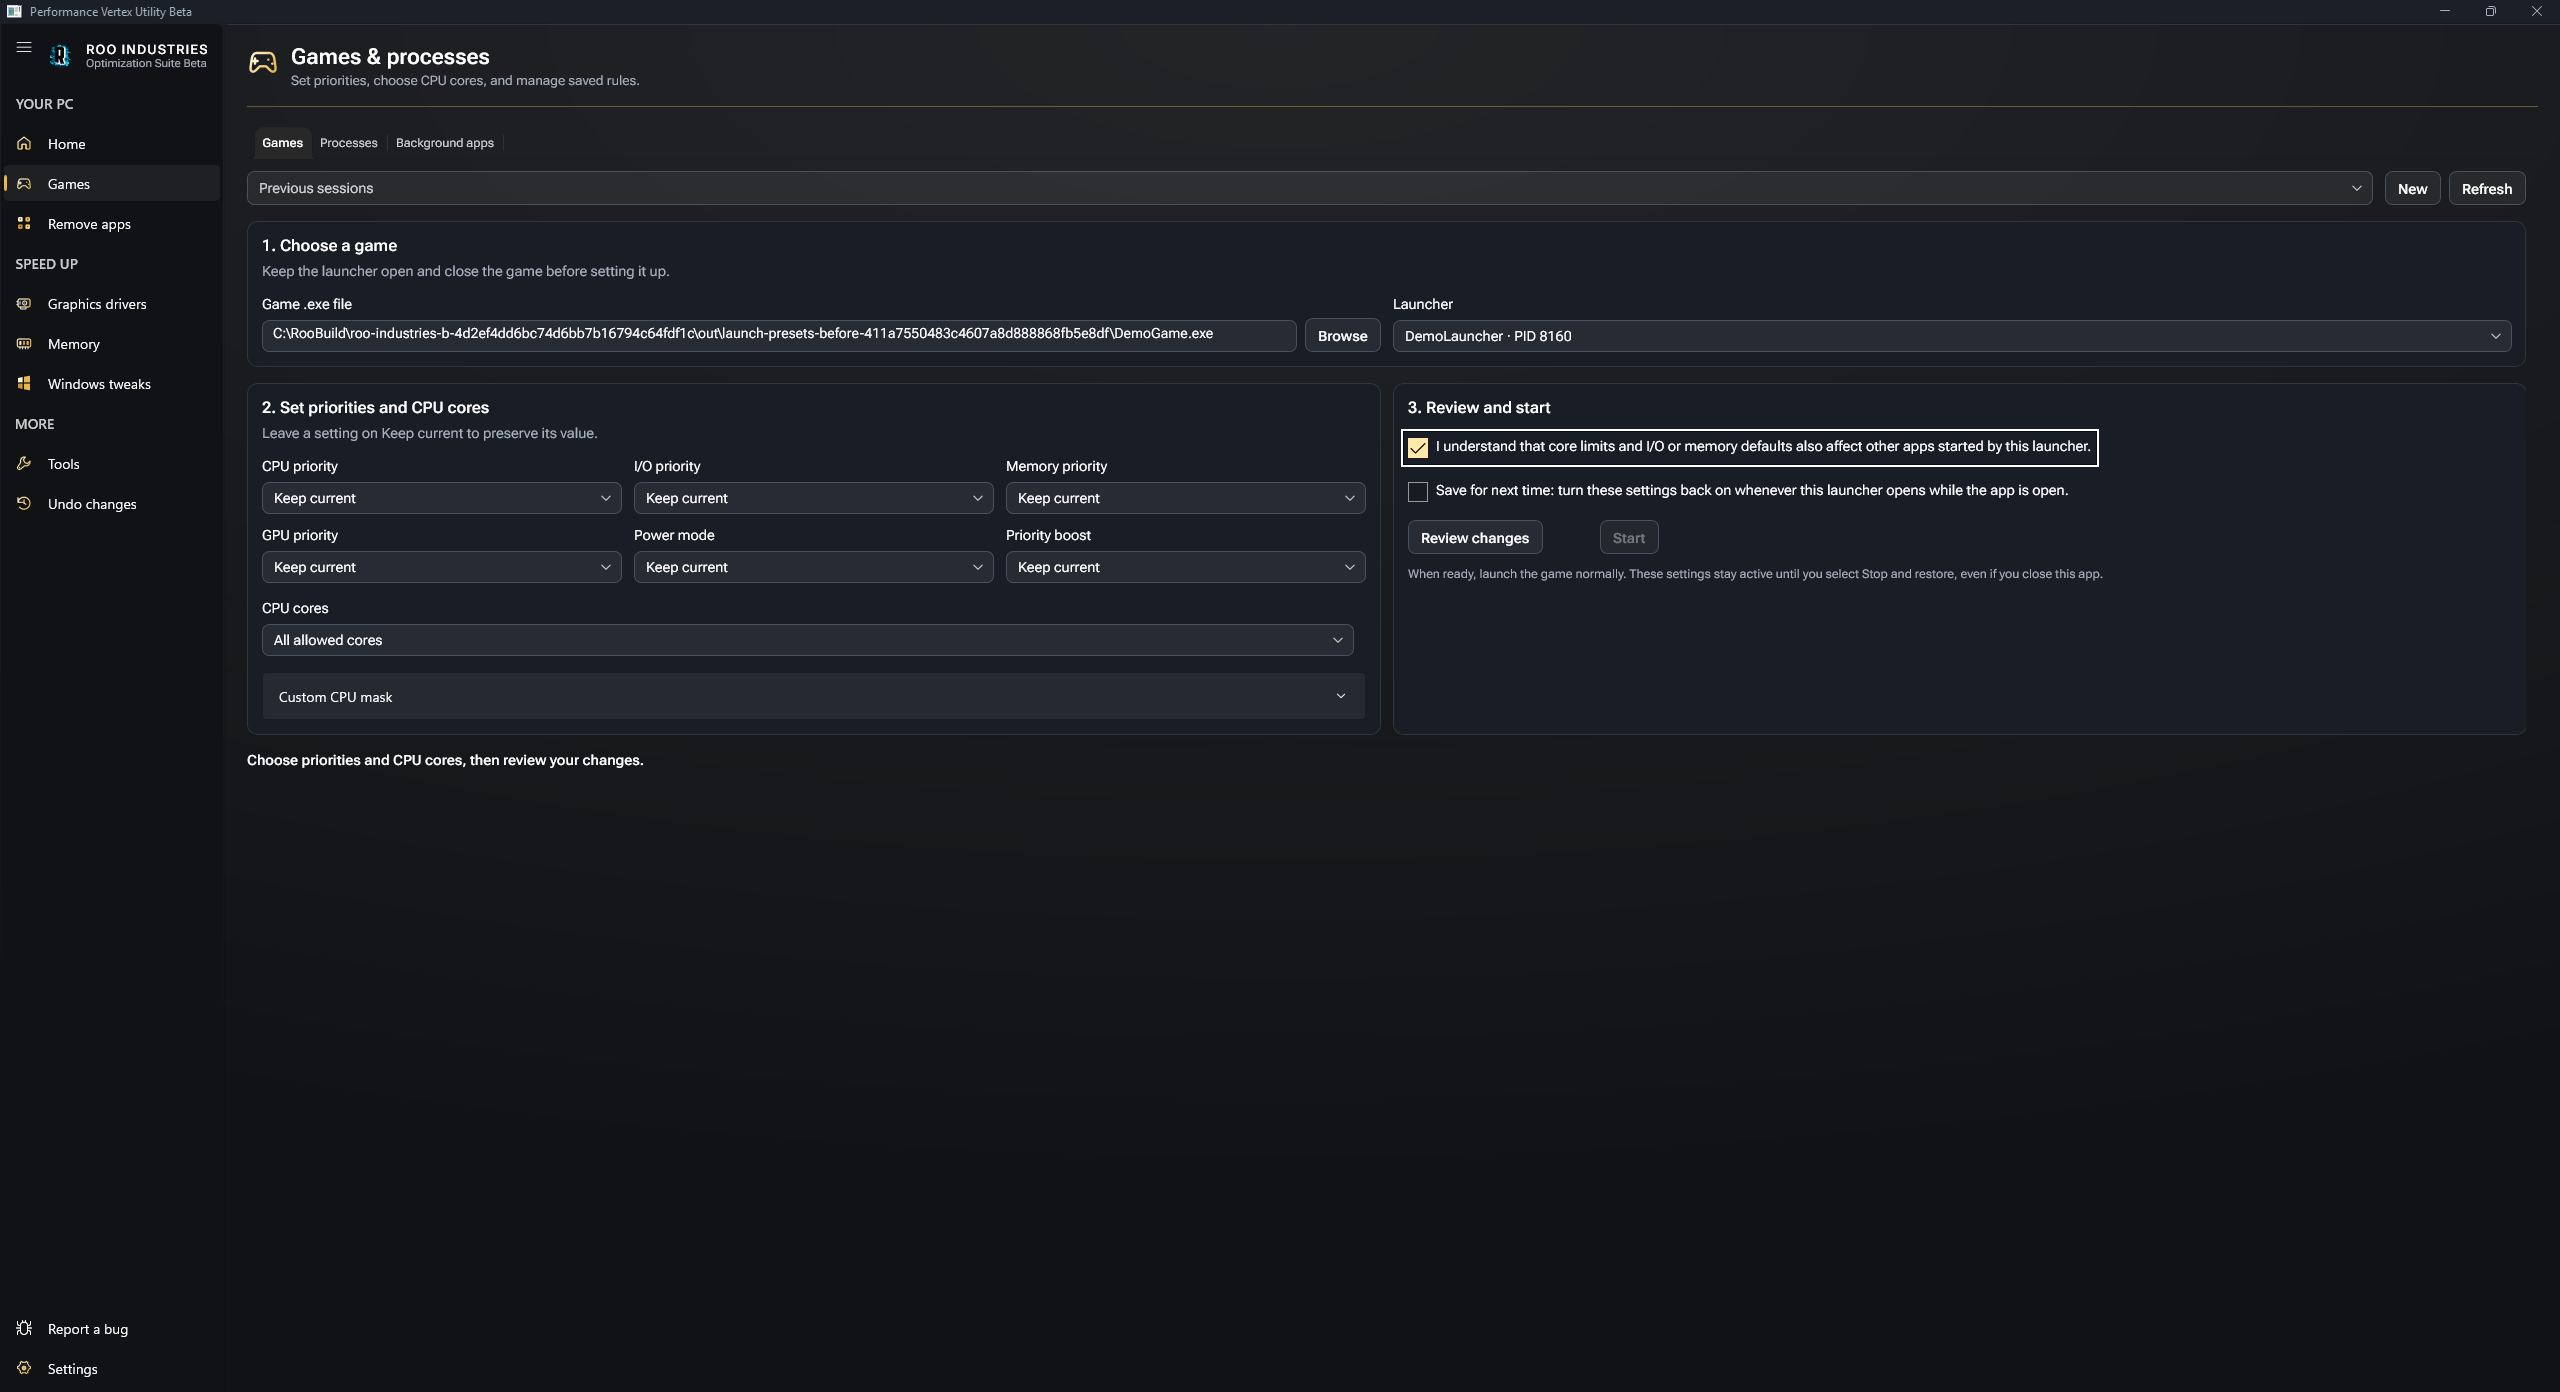 Performance Vertex Utility Beta
ROO INDUSTRIES
Optimization Suite Beta
YOUR PC
Home
Games
Remove apps
SPEED UP
Graphics drivers
Memory
Windows tweaks
MORE
Tools
Undo changes
Report a bug
Settings
Games & processes
Set priorities, choose CPU cores, and manage saved rules.
Games
Processes
Background apps
Previous sessions
New
Refresh
1. Choose a game
Keep the launcher open and close the game before setting it up.
Game .exe file
C:\RooBuild\roo-industries-b-4d2ef4dd6bc74d6bb7b16794c64fdf1c\out\launch-presets-before-411a7550483c4607a8d888868fb5e8df\DemoGame.exe
Browse
Launcher
DemoLauncher · PID 8160
2. Set priorities and CPU cores
Leave a setting on Keep current to preserve its value.
CPU priority
Keep current
I/O priority
Keep current
Memory priority
Keep current
GPU priority
Keep current
Power mode
Keep current
Priority boost
Keep current
CPU cores
All allowed cores
Custom CPU mask
3. Review and start
I understand that core limits and I/O or memory defaults also affect other apps started by this launcher.
Save for next time: turn these settings back on whenever this launcher opens while the app is open.
Review changes
Start
When ready, launch the game normally. These settings stay active until you select Stop and restore, even if you close this app.
Choose priorities and CPU cores, then review your changes.